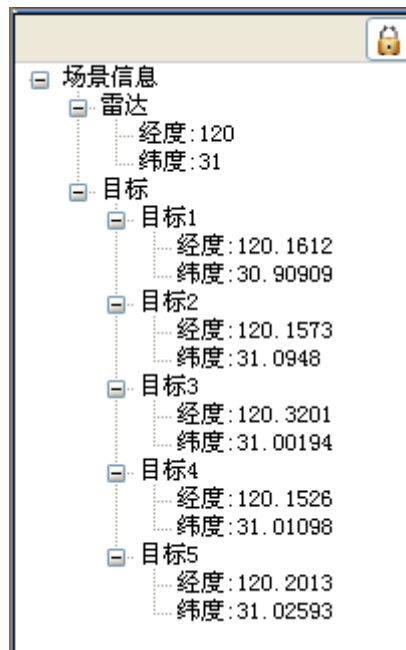 场景信息
雷达
经度:120
纬度:31
目标
目标1
经度:120.1612
纬度:30.90909
目标2
经度:120.1573
纬度:31.0948
目标3
经度:120.3201
纬度:31.00194
目标4
经度:120.1526
纬度:31.01098
目标5
经度:120.2013
纬度:31.02593